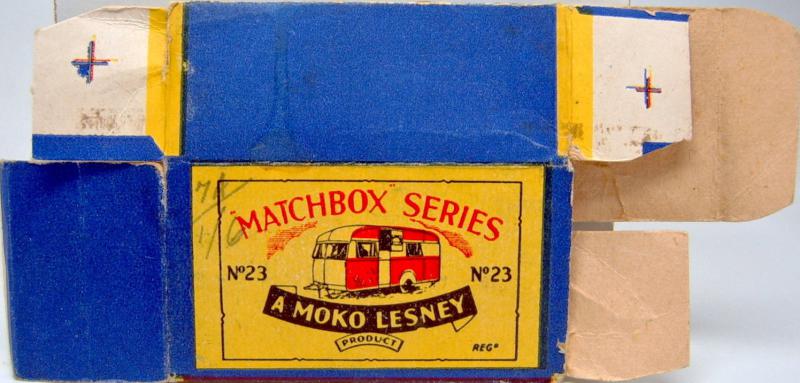 "MATCHBOX" SERIES
Nº23 Nº23
A MOKO LESNEY
PRODUCT
REGᴰ